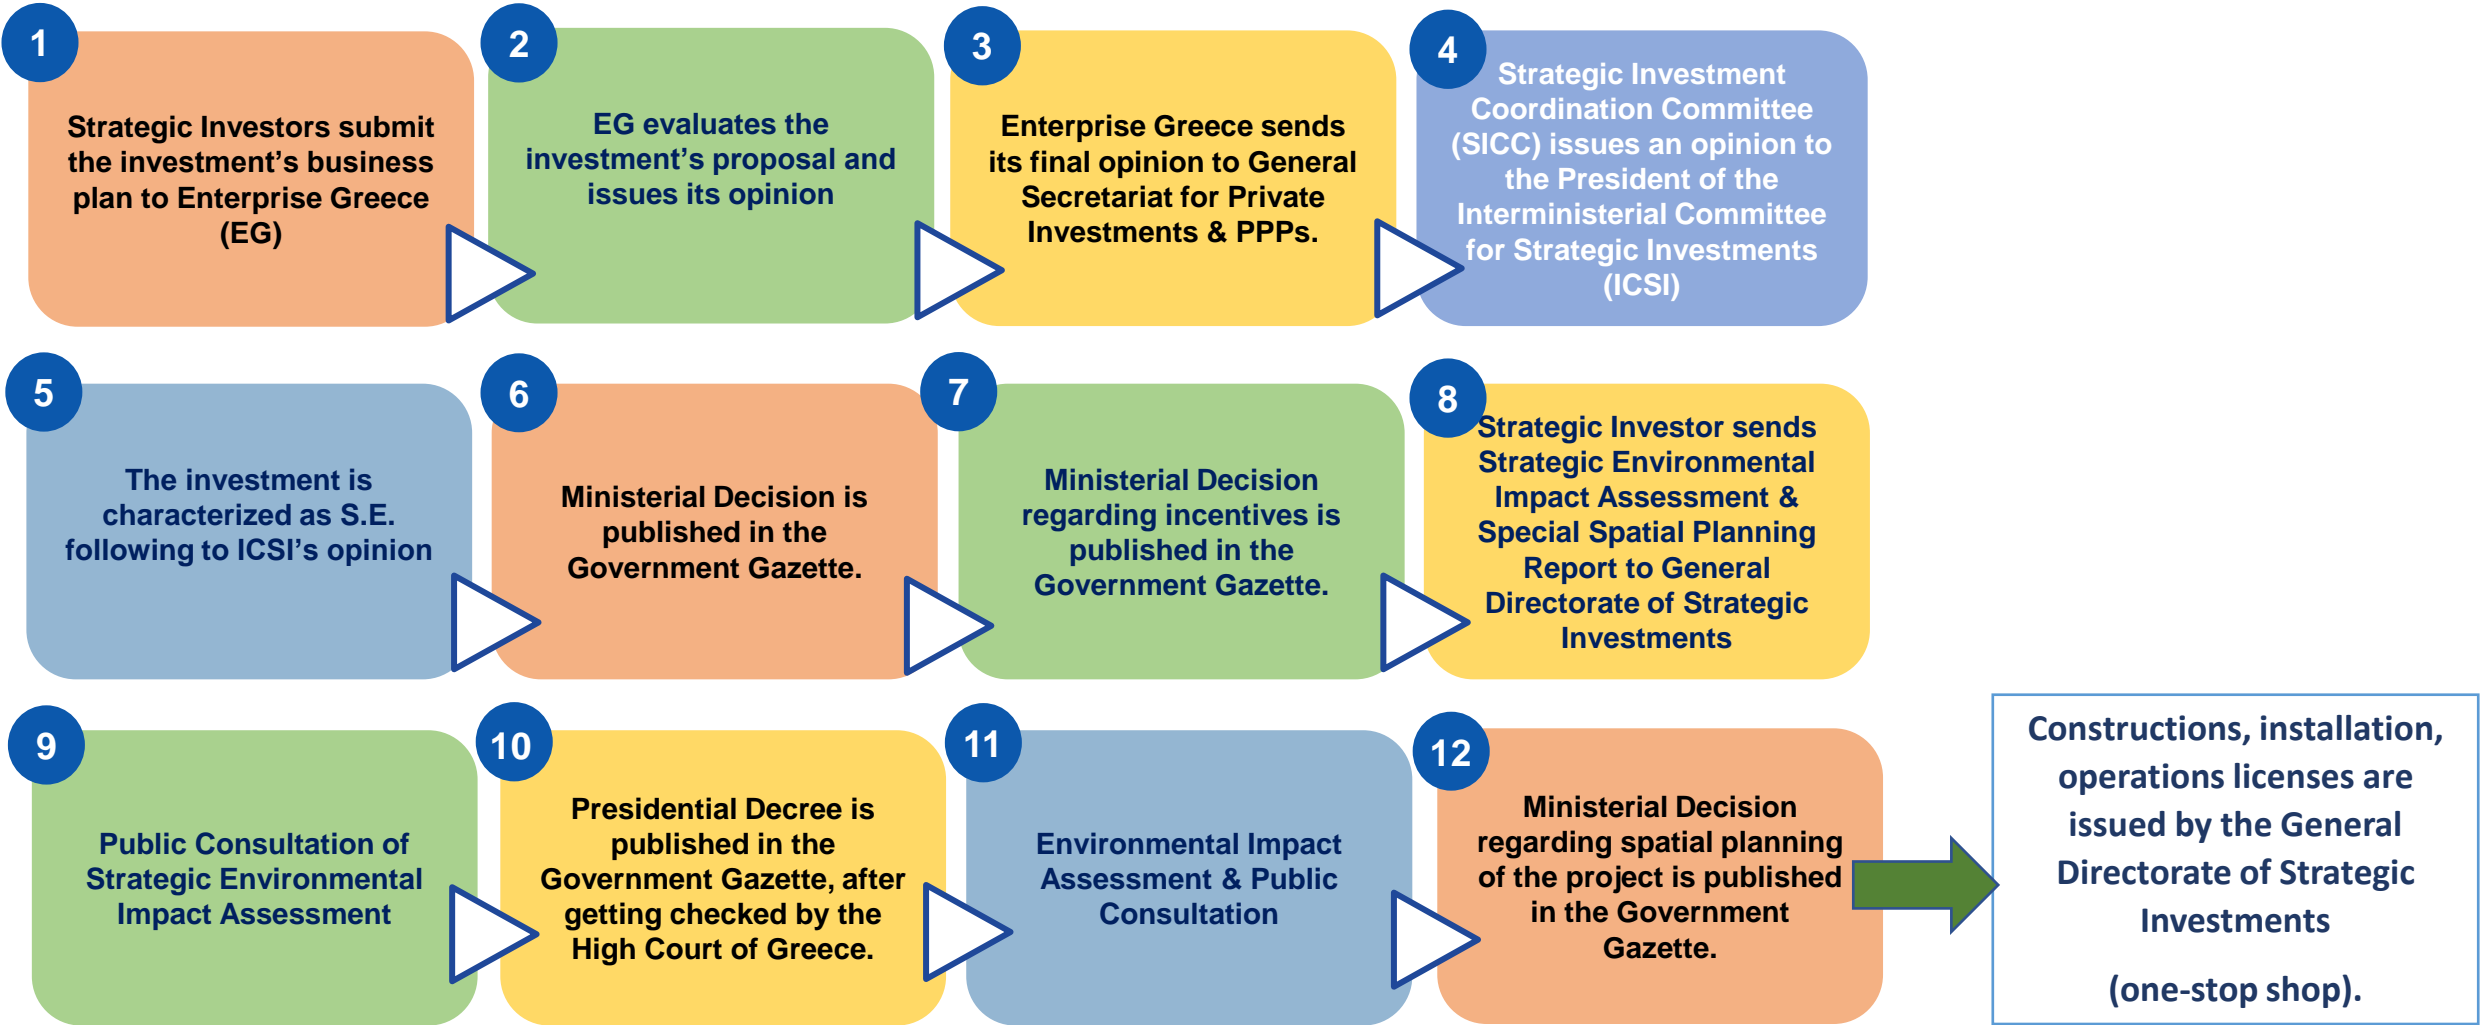 1
Strategic Investors submit
the investment's business
plan to Enterprise Greece
(EG)
2
EG evaluates the
investment's proposal and
issues its opinion
3
Enterprise Greece sends
its final opinion to General
Secretariat for Private
Investments & PPPs.
4
Strategic Investment
Coordination Committee
(SICC) issues an opinion to
the President of the
Interministerial Committee
for Strategic Investments
(ICSI)
5
The investment is
characterized as S.E.
following to ICSI's opinion
6
Ministerial Decision is
published in the
Government Gazette.
7
Ministerial Decision
regarding incentives is
published in the
Government Gazette.
8
Strategic Investor sends
Strategic Environmental
Impact Assessment &
Special Spatial Planning
Report to General
Directorate of Strategic
Investments
9
Public Consultation of
Strategic Environmental
Impact Assessment
10
Presidential Decree is
published in the
Government Gazette, after
getting checked by the
High Court of Greece.
11
Environmental Impact
Assessment & Public
Consultation
12
Ministerial Decision
regarding spatial planning
of the project is published
in the Government
Gazette.
Constructions, installation,
operations licenses are
issued by the General
Directorate of Strategic
Investments
(one-stop shop).